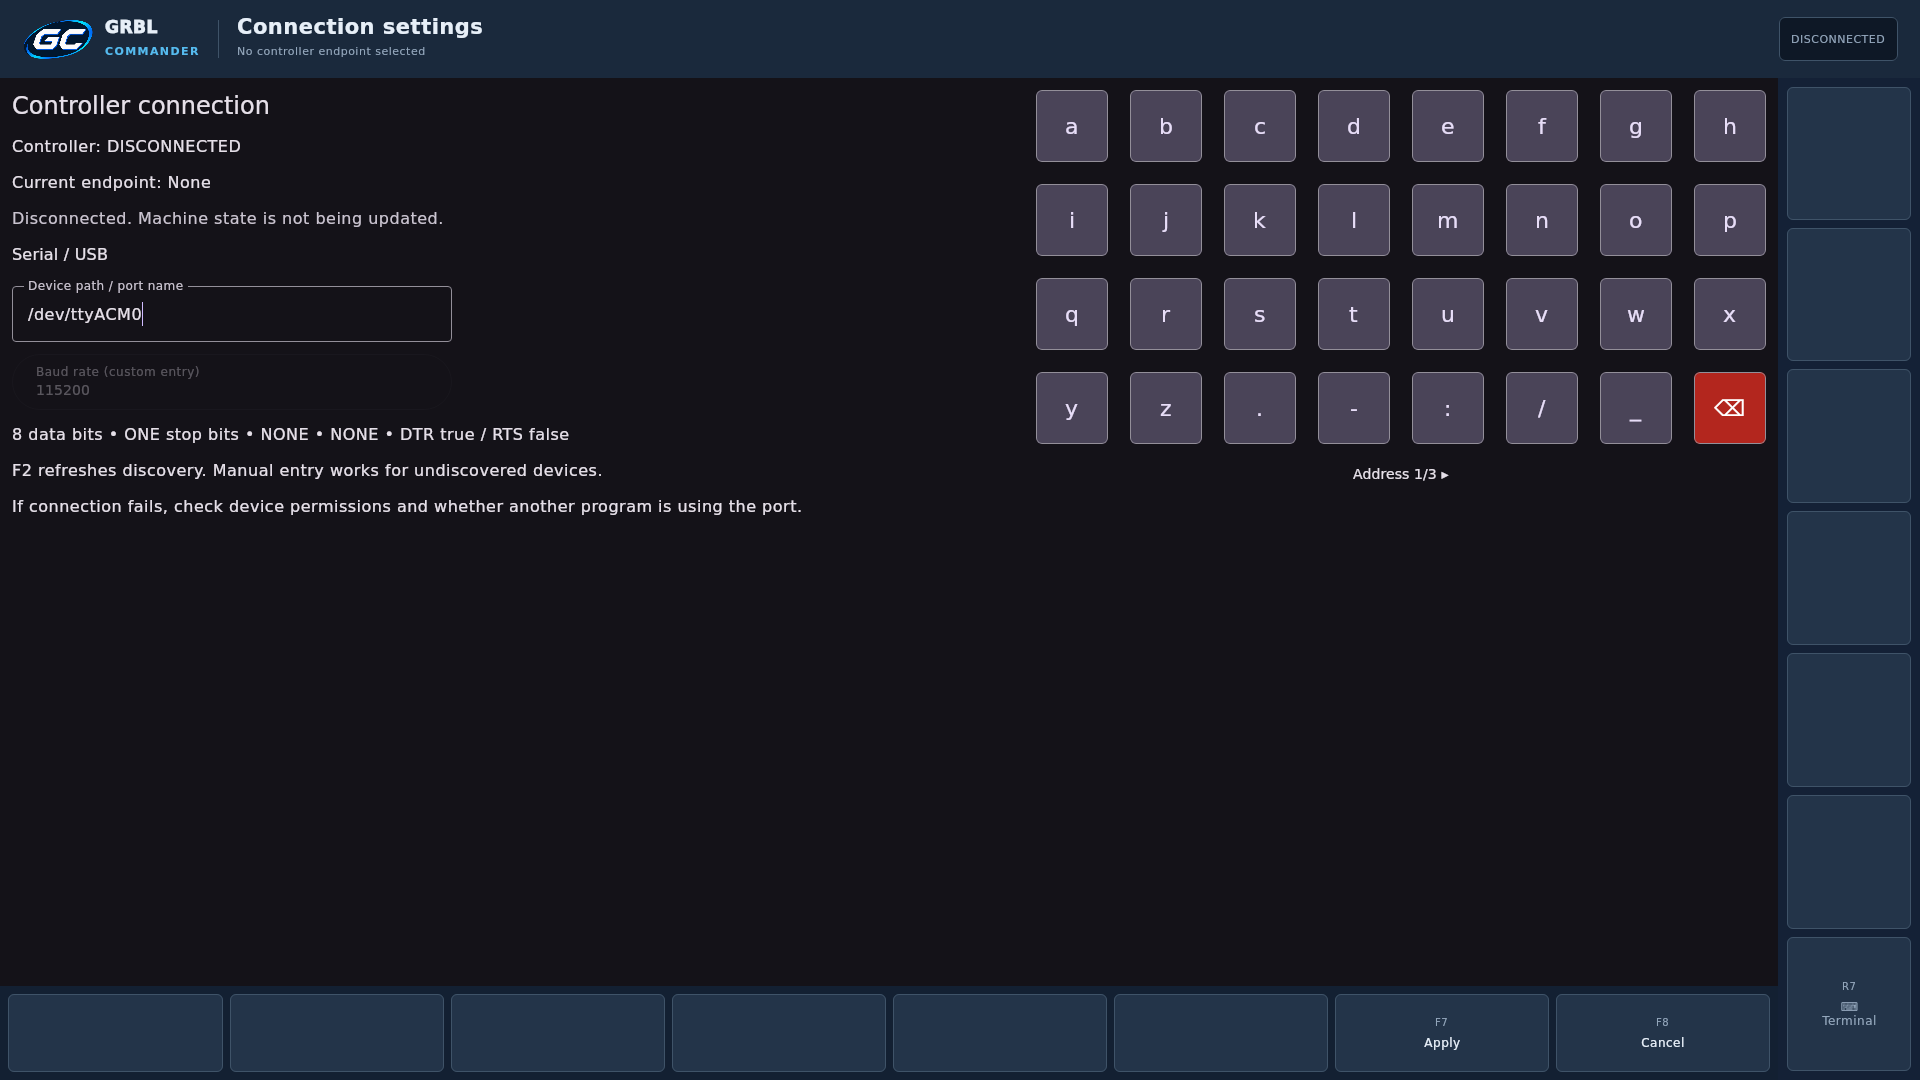 GC
GRBL
COMMANDER
Connection settings
No controller endpoint selected
DISCONNECTED
Controller connection
Controller: DISCONNECTED
Current endpoint: None
Disconnected. Machine state is not being updated.
Serial / USB
Device path / port name
/dev/ttyACM0
Baud rate (custom entry)
115200
8 data bits • ONE stop bits • NONE • NONE • DTR true / RTS false
F2 refreshes discovery. Manual entry works for undiscovered devices.
If connection fails, check device permissions and whether another program is using the port.
a b c d e f g h
i j k l m n o p
q r s t u v w x
y z . - : / _ ⌫
Address 1/3 ▸
F7
Apply
F8
Cancel
R7
⌨
Terminal